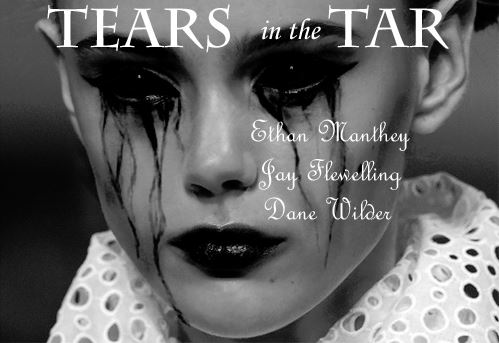 TEARS in the TAR
Ethan Manthey
Jay Flewelling
Dane Wilder